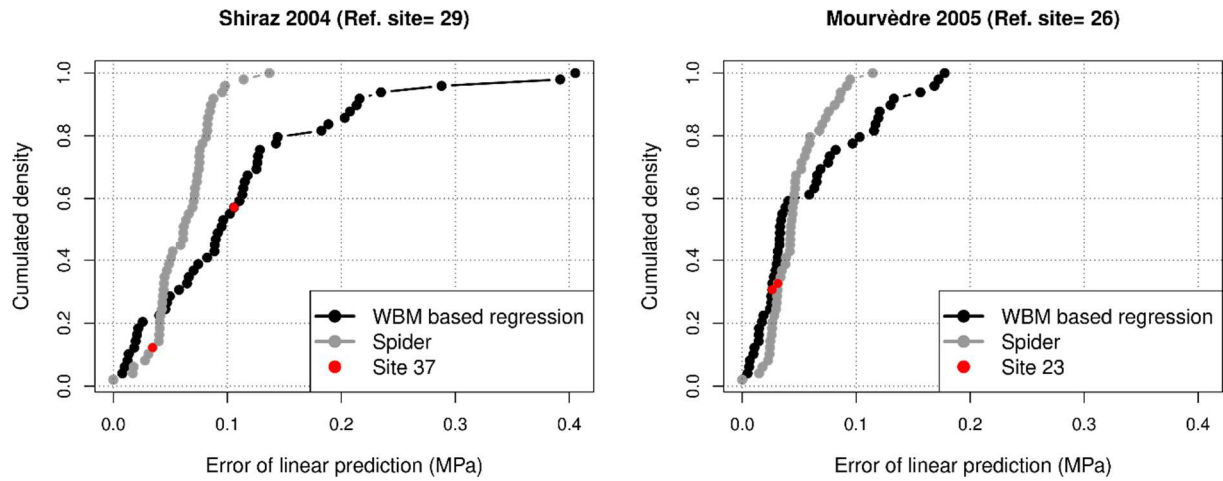 Shiraz 2004 (Ref. site= 29)
Cumulated density
0.0 0.2 0.4 0.6 0.8 1.0
WBM based regression
Spider
Site 37
0.0 0.1 0.2 0.3 0.4
Error of linear prediction (MPa)
Mourvèdre 2005 (Ref. site= 26)
Cumulated density
0.0 0.2 0.4 0.6 0.8 1.0
WBM based regression
Spider
Site 23
0.0 0.1 0.2 0.3 0.4
Error of linear prediction (MPa)